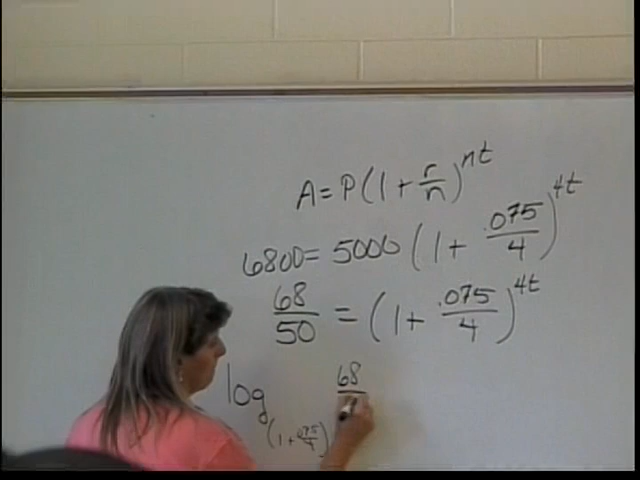 A = P(1 + r/n)^nt
6800 = 5000 (1 + .075/4)^4t
68/50 = (1 + .075/4)^4t
log (1 + .075/4) 68